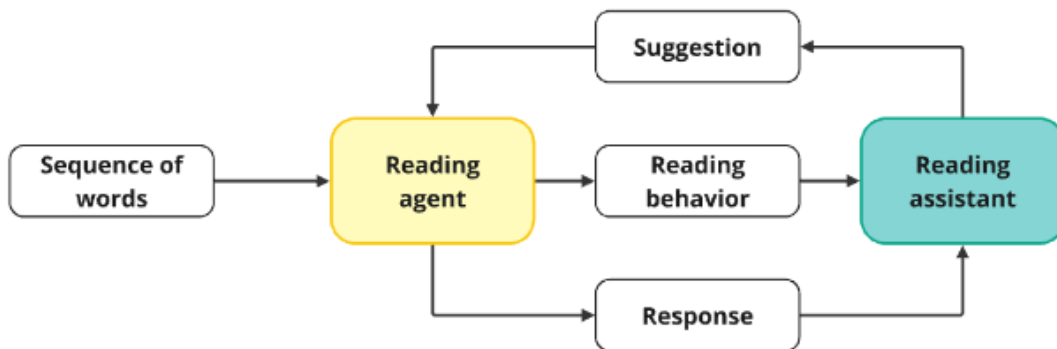 Suggestion
Sequence of
words
Reading
agent
Reading
behavior
Reading
assistant
Response